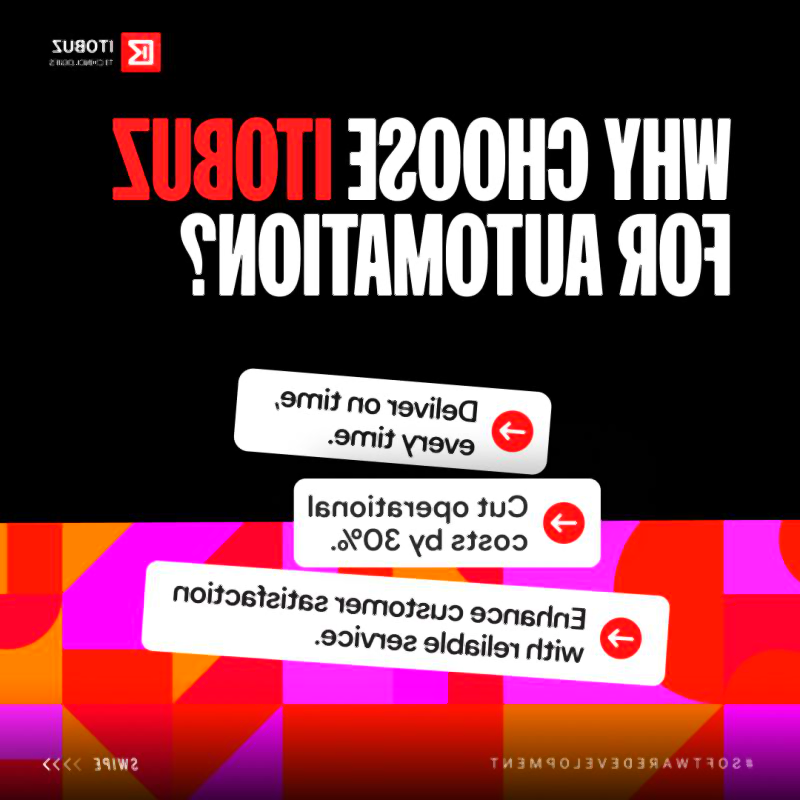 ITOBUZ
TECHNOLOGIES
WHY CHOOSE ITOBUZ
FOR AUTOMATION?
Deliver on time,
every time.
Cut operational
costs by 30%.
Enhance customer satisfaction
with reliable service.
#SOFTWAREDEVELOPMENT
SWIPE